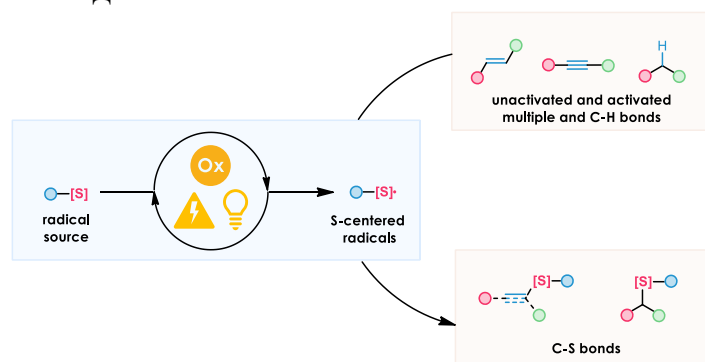 H
unactivated and activated
multiple and C-H bonds
Ox
[S]
[S]•
radical
source
S-centered
radicals
[S]
[S]
C-S bonds